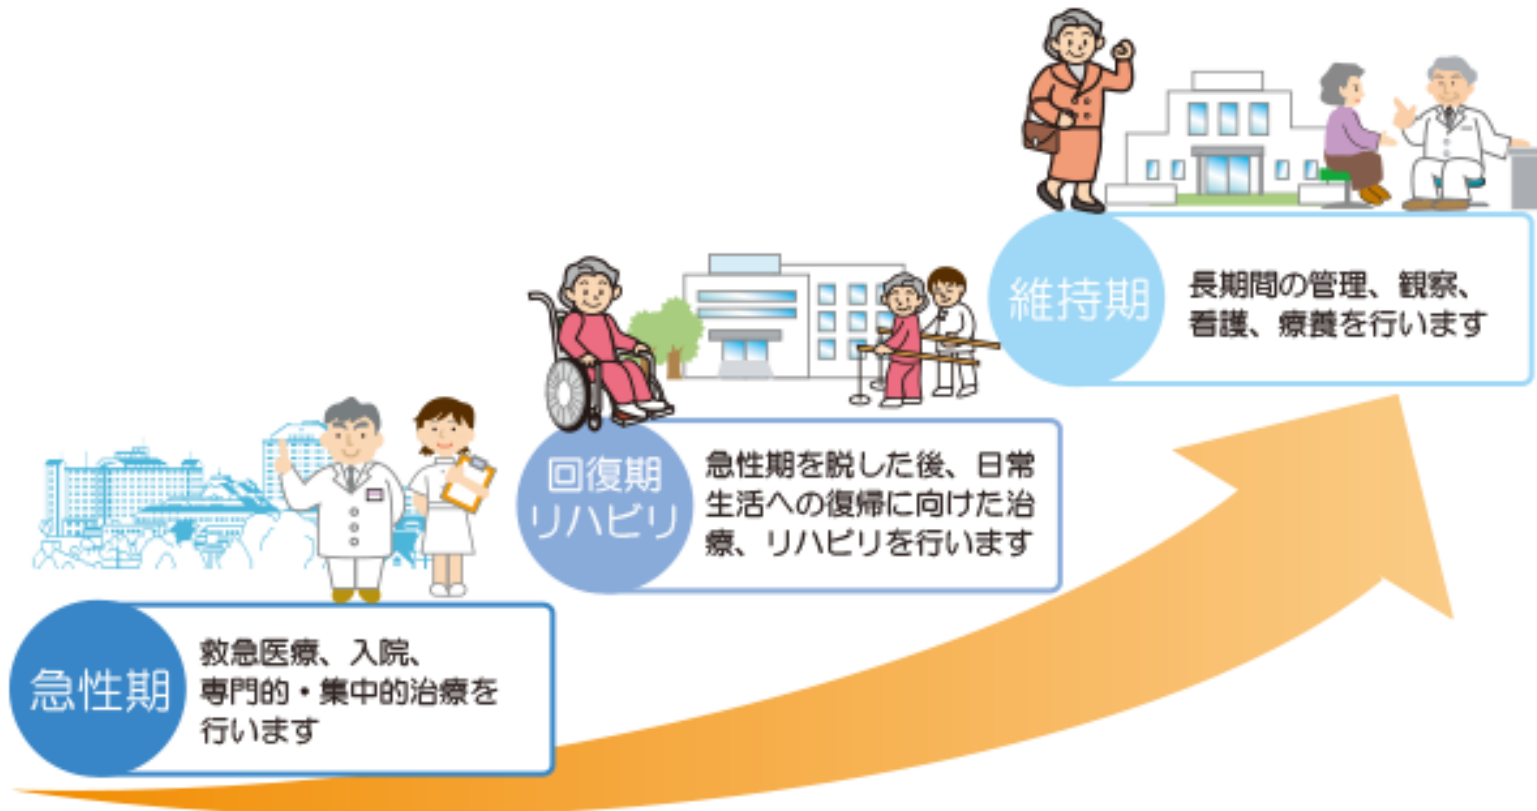 維持期
長期間の管理、観察、
看護、療養を行います
回復期
リハビリ
急性期を脱した後、日常
生活への復帰に向けた治
療、リハビリを行います
急性期
救急医療、入院、
専門的・集中的治療を
行います